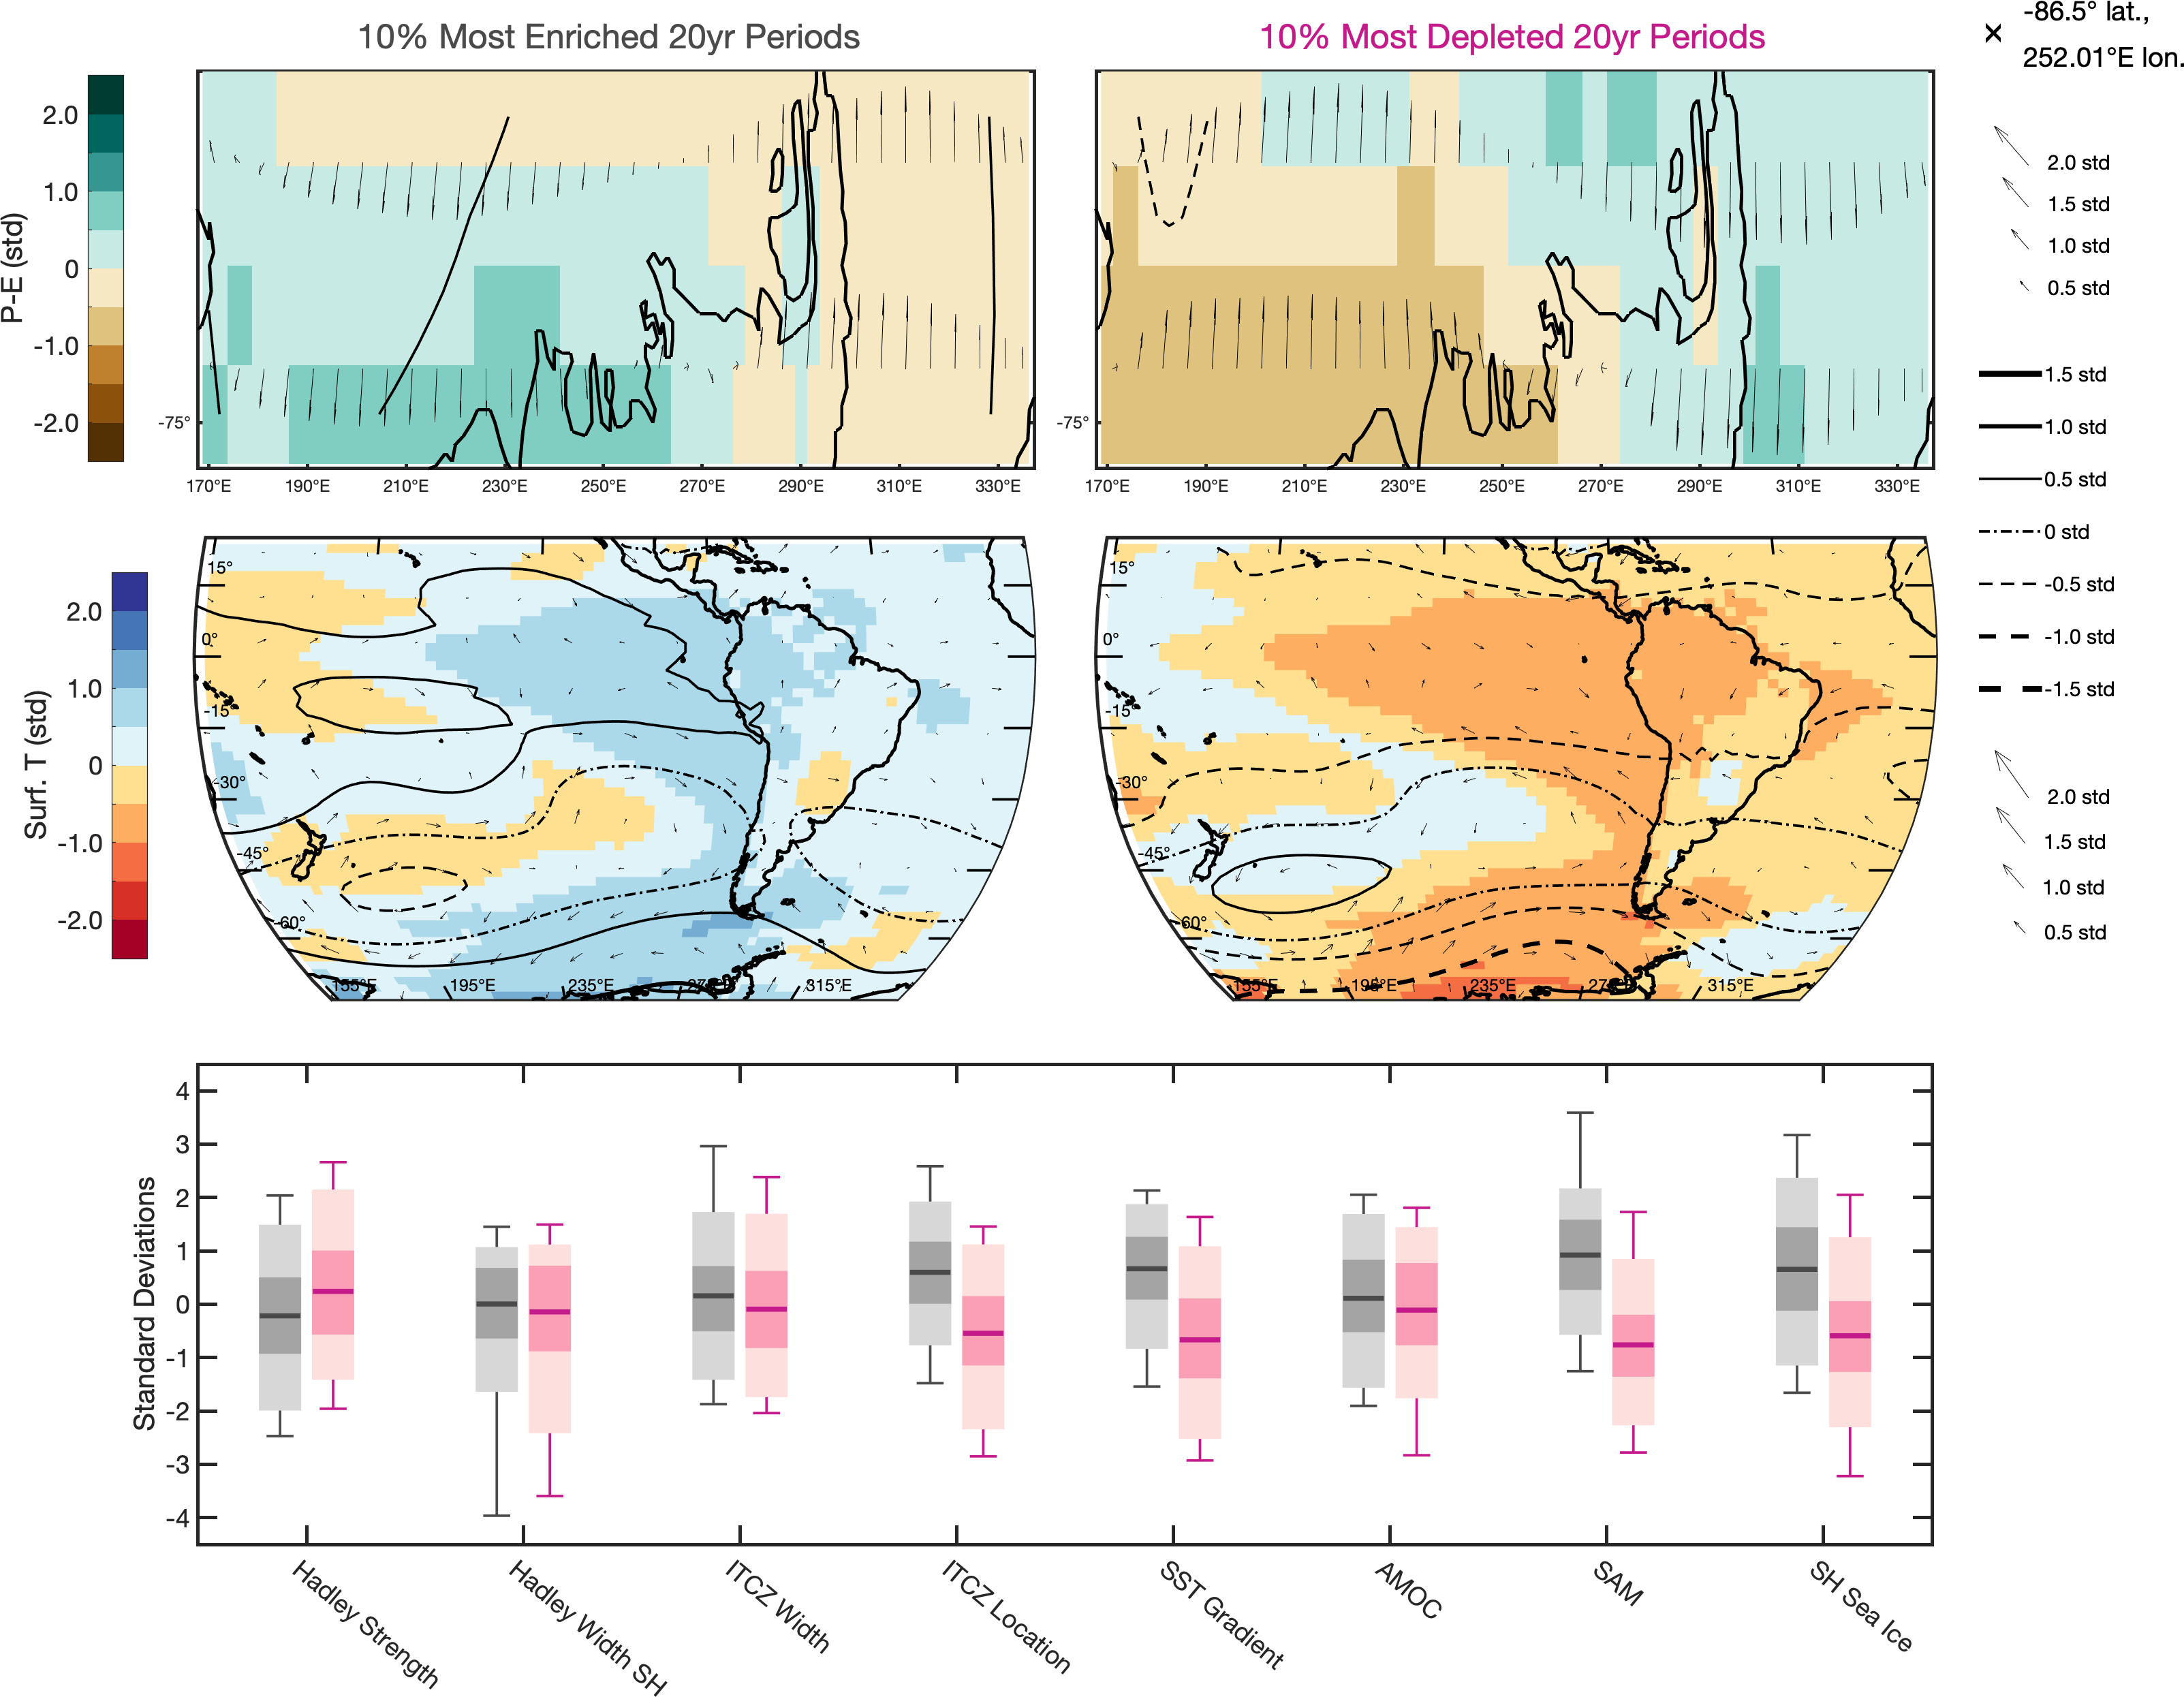 10% Most Enriched 20yr Periods
10% Most Depleted 20yr Periods
× -86.5° lat.,
252.01°E lon.
P-E (std)
2.0
1.0
0
-1.0
-2.0
-75°
170°E 190°E 210°E 230°E 250°E 270°E 290°E 310°E 330°E
-75°
170°E 190°E 210°E 230°E 250°E 270°E 290°E 310°E 330°E
2.0 std
1.5 std
1.0 std
0.5 std
1.5 std
1.0 std
0.5 std
0 std
-0.5 std
-1.0 std
-1.5 std
2.0 std
1.5 std
1.0 std
0.5 std
Surf. T (std)
2.0
1.0
0
-1.0
-2.0
15°
0°
-15°
-30°
-45°
-60°
155°E 195°E 235°E 315°E
15°
0°
-15°
-30°
-45°
-60°
155°E 195°E 235°E 315°E
Standard Deviations
4
3
2
1
0
-1
-2
-3
-4
Hadley Strength
Hadley Width SH
ITCZ Width
ITCZ Location
SST Gradient
AMOC
SAM
SH Sea Ice